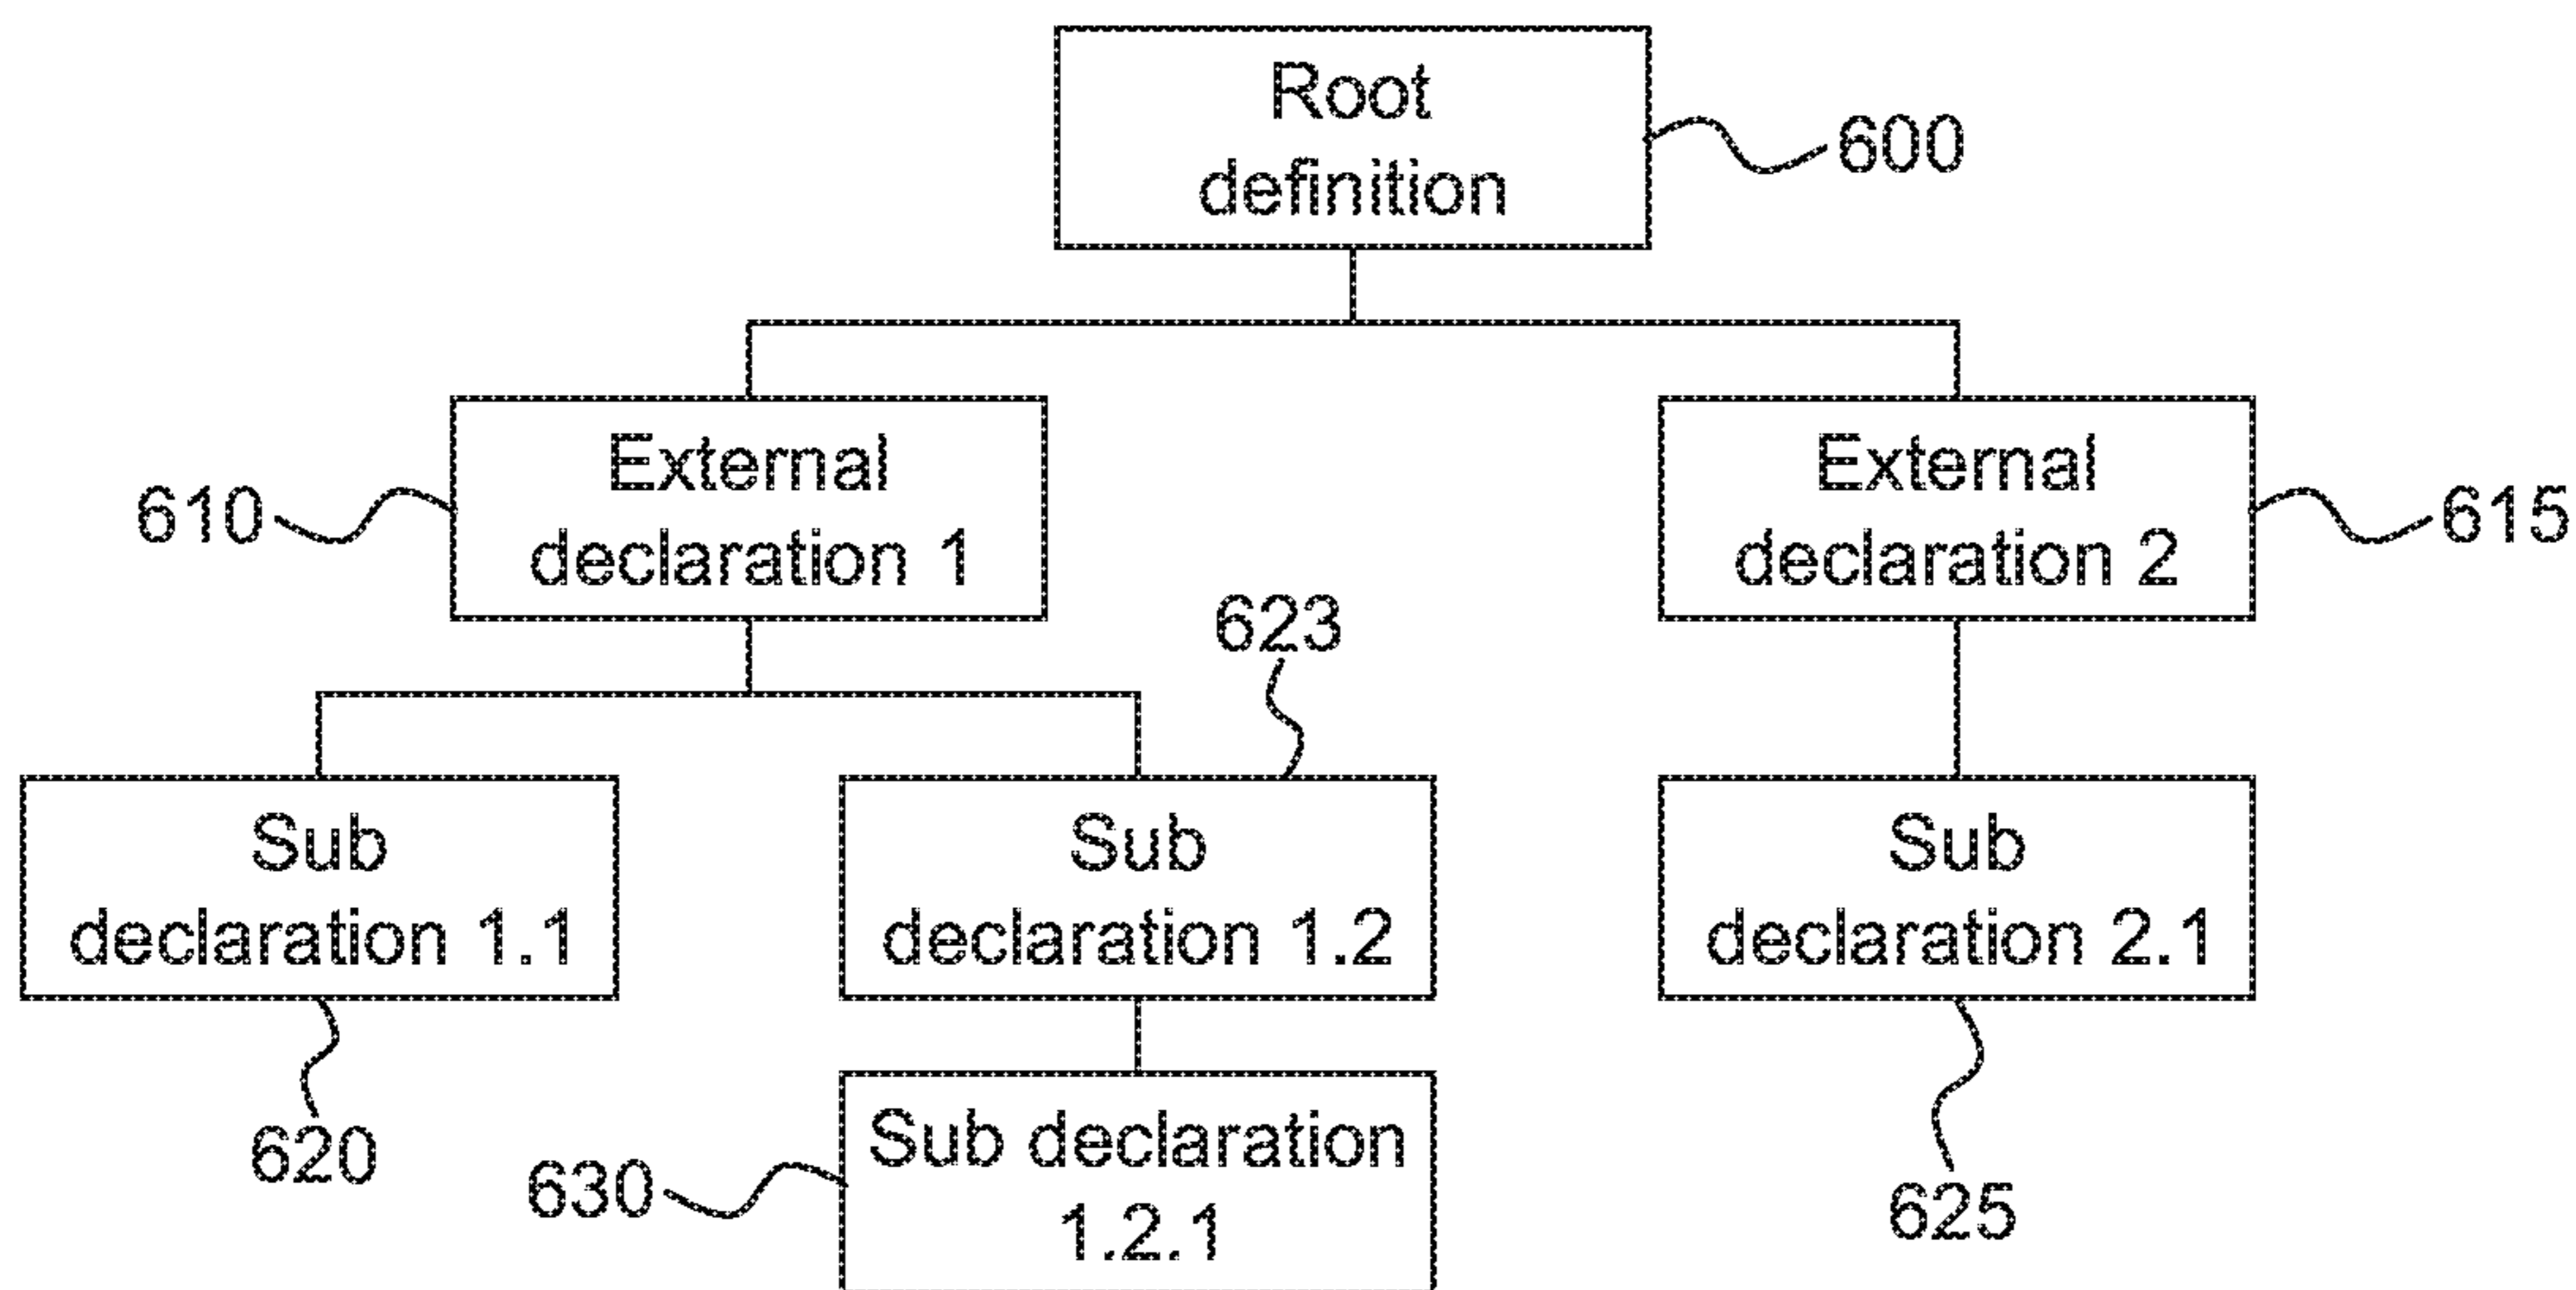 Root
definition
600
External
declaration 1
610
External
declaration 2
615
623
Sub
declaration 1.1
620
Sub
declaration 1.2
Sub
declaration 2.1
625
Sub declaration
1.2.1
630